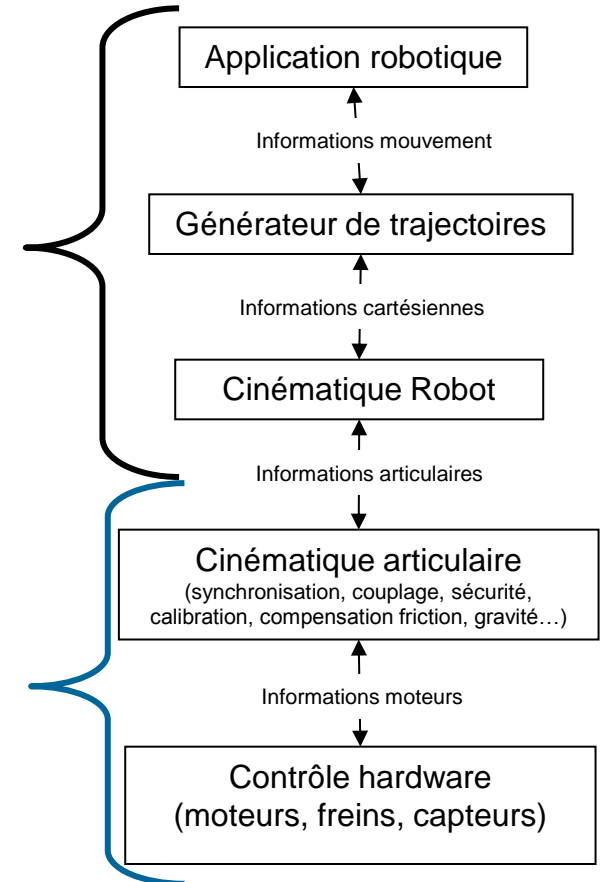 Application robotique
Informations mouvement
Générateur de trajectoires
Informations cartésiennes
Cinématique Robot
Informations articulaires
Cinématique articulaire
(synchronisation, couplage, sécurité,
calibration, compensation friction, gravité…)
Informations moteurs
Contrôle hardware
(moteurs, freins, capteurs)